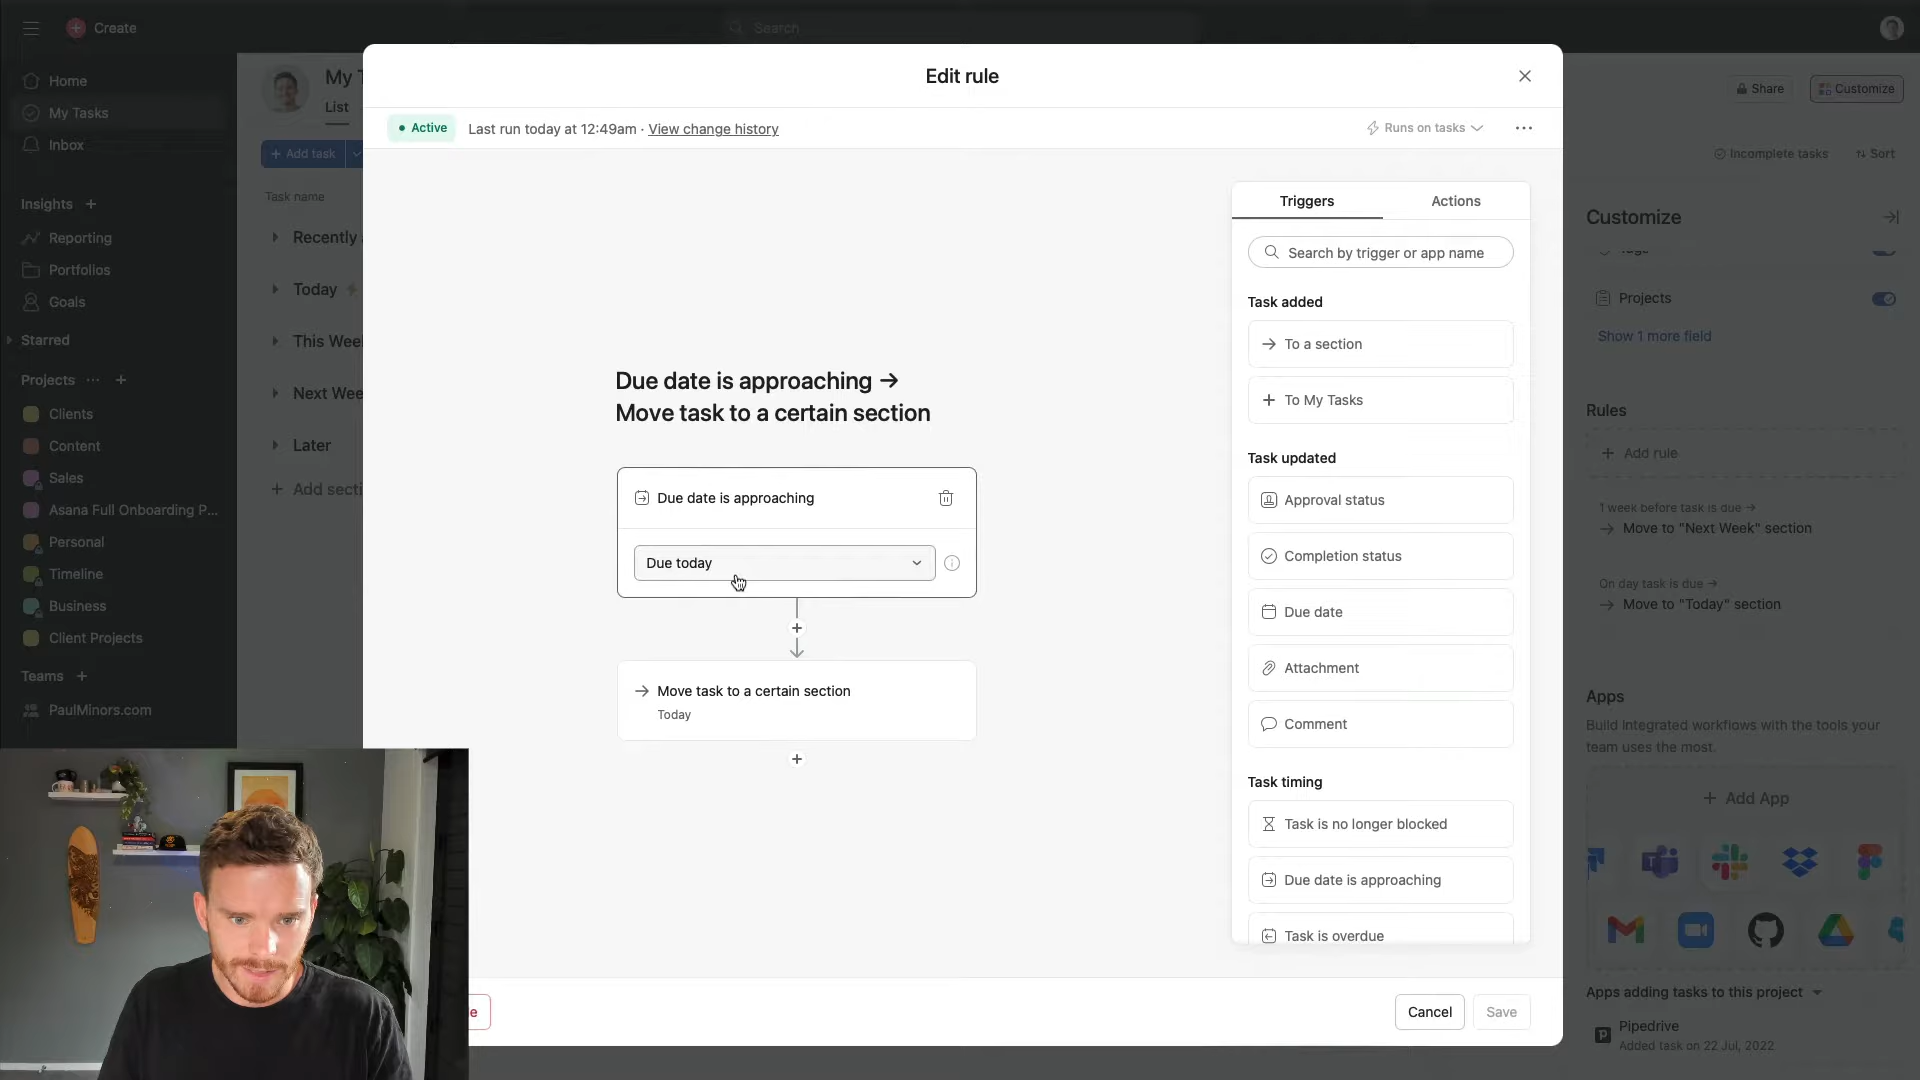 Create
Search
Home
My Tasks
Inbox
Insights
Reporting
Portfolios
Goals
Starred
Projects
Clients
Content
Sales
Asana Full Onboarding P...
Personal
Timeline
Business
Client Projects
Teams
PaulMinors.com
My T
List
Add task
Task name
Recently
Today
This Wee
Next Wee
Later
Add secti
Edit rule
Active
Last run today at 12:49am · View change history
Runs on tasks
Due date is approaching →
Move task to a certain section
Due date is approaching
Due today
Move task to a certain section
Today
Triggers
Actions
Search by trigger or app name
Task added
To a section
To My Tasks
Task updated
Approval status
Completion status
Due date
Attachment
Comment
Task timing
Task is no longer blocked
Due date is approaching
Task is overdue
e
Cancel
Save
Share
Customize
Incomplete tasks
Sort
Customize
Projects
Show 1 more field
Rules
Add rule
1 week before task is due →
Move to "Next Week" section
On day task is due →
Move to "Today" section
Apps
Build integrated workflows with the tools your
team uses the most.
Add App
Apps adding tasks to this project
Pipedrive
Added task on 22 Jul, 2022